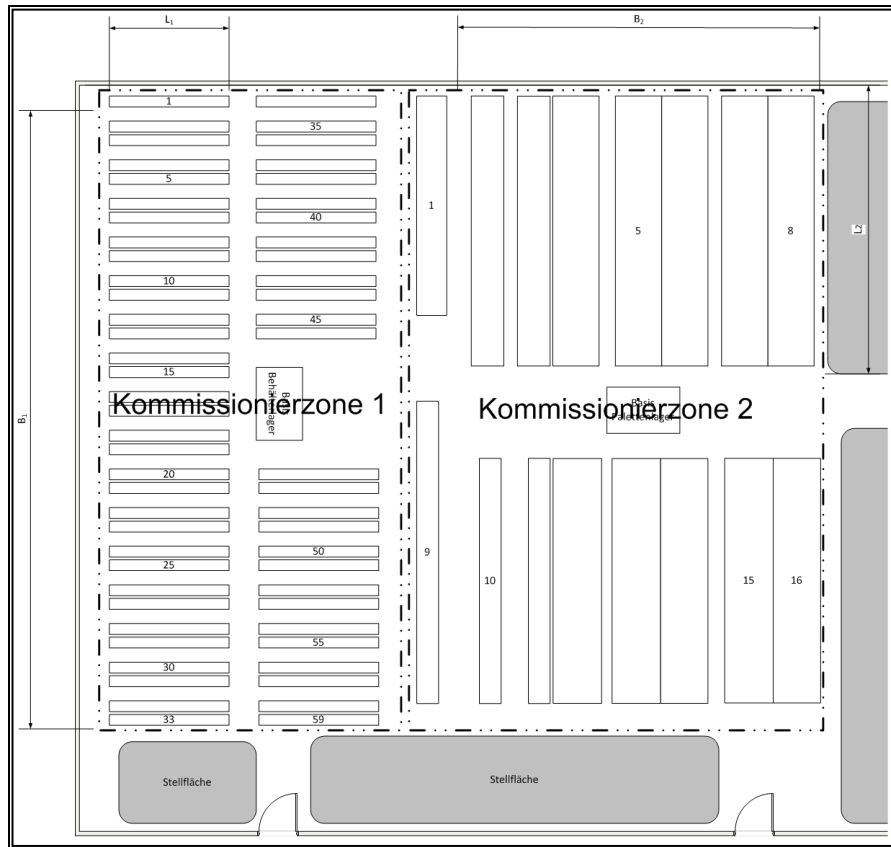 L₁
B₂
1
35
5
40
1
L2
5
8
10
45
15
Basis
Behälterlager
Kommissionierzone 1
Kommissionierzone 2
Basis
Palettenlager
B₁
20
50
25
9
10
15
16
55
30
33
59
Stellfläche
Stellfläche